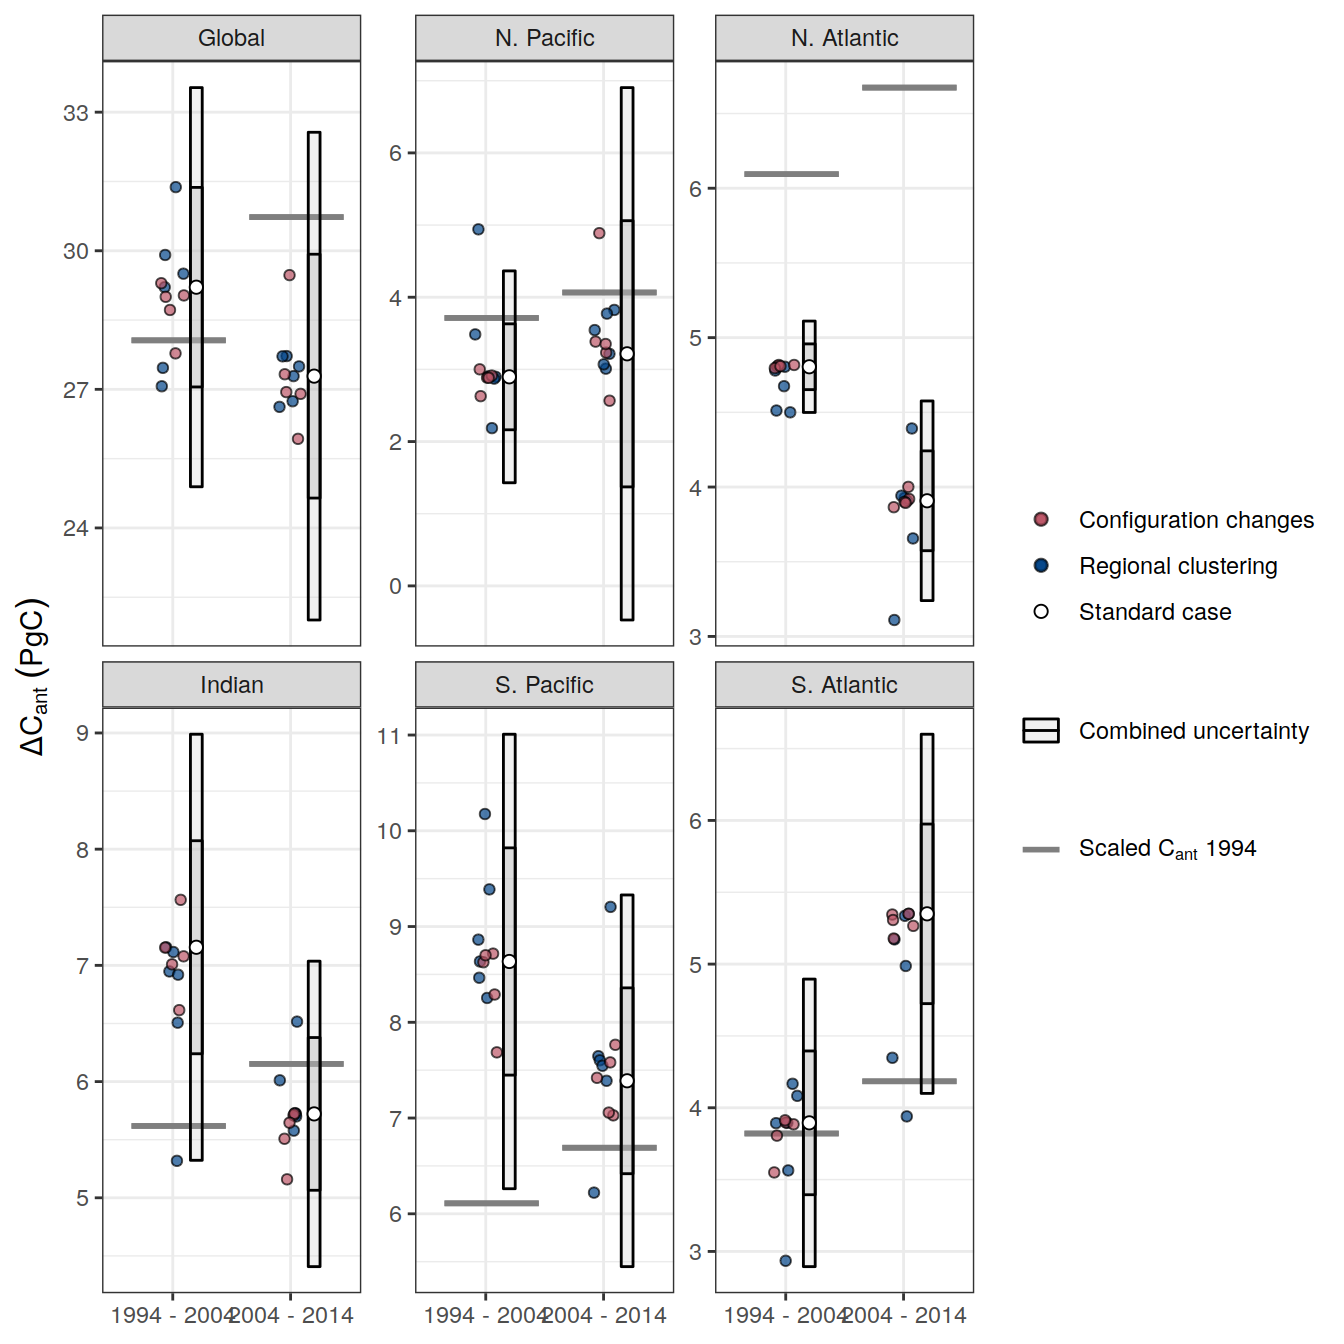 Global
N. Pacific
N. Atlantic
33
30
27
24
6
4
2
0
6
5
4
3
Configuration changes
Regional clustering
Standard case
ΔCant (PgC)
Indian
S. Pacific
S. Atlantic
9
8
7
6
5
11
10
9
8
7
6
6
5
4
3
Combined uncertainty
Scaled Cant 1994
1994 - 2004 2004 - 2014 1994 - 2004 2004 - 2014 1994 - 2004 2004 - 2014